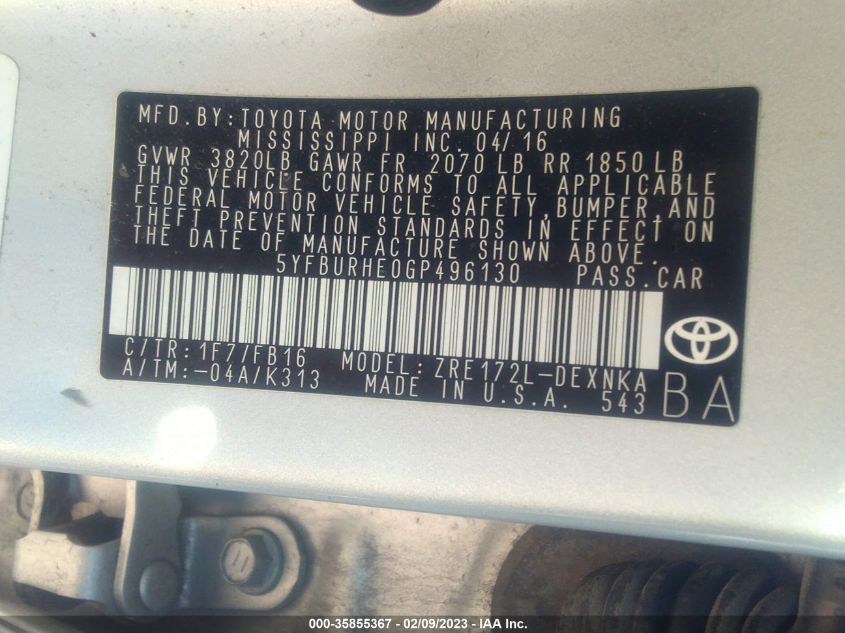 MFD.BY:TOYOTA MOTOR MANUFACTURING
MISSISSIPPI INC. 04/16
GVWR 3820LB GAWR FR 2070 LB RR 1850 LB
THIS VEHICLE CONFORMS TO ALL APPLICABLE
FEDERAL MOTOR VEHICLE SAFETY, BUMPER, AND
THEFT PREVENTION STANDARDS IN EFFECT ON
THE DATE OF MANUFACTURE SHOWN ABOVE.
5YFBURHE0GP496130 PASS.CAR
C/TR: 1F7/FB16 MODEL: ZRE172L-DEXNKA
A/TM:-04A/K313 MADE IN U.S.A. 543
BA
000-35855367 - 02/09/2023 - IAA Inc.